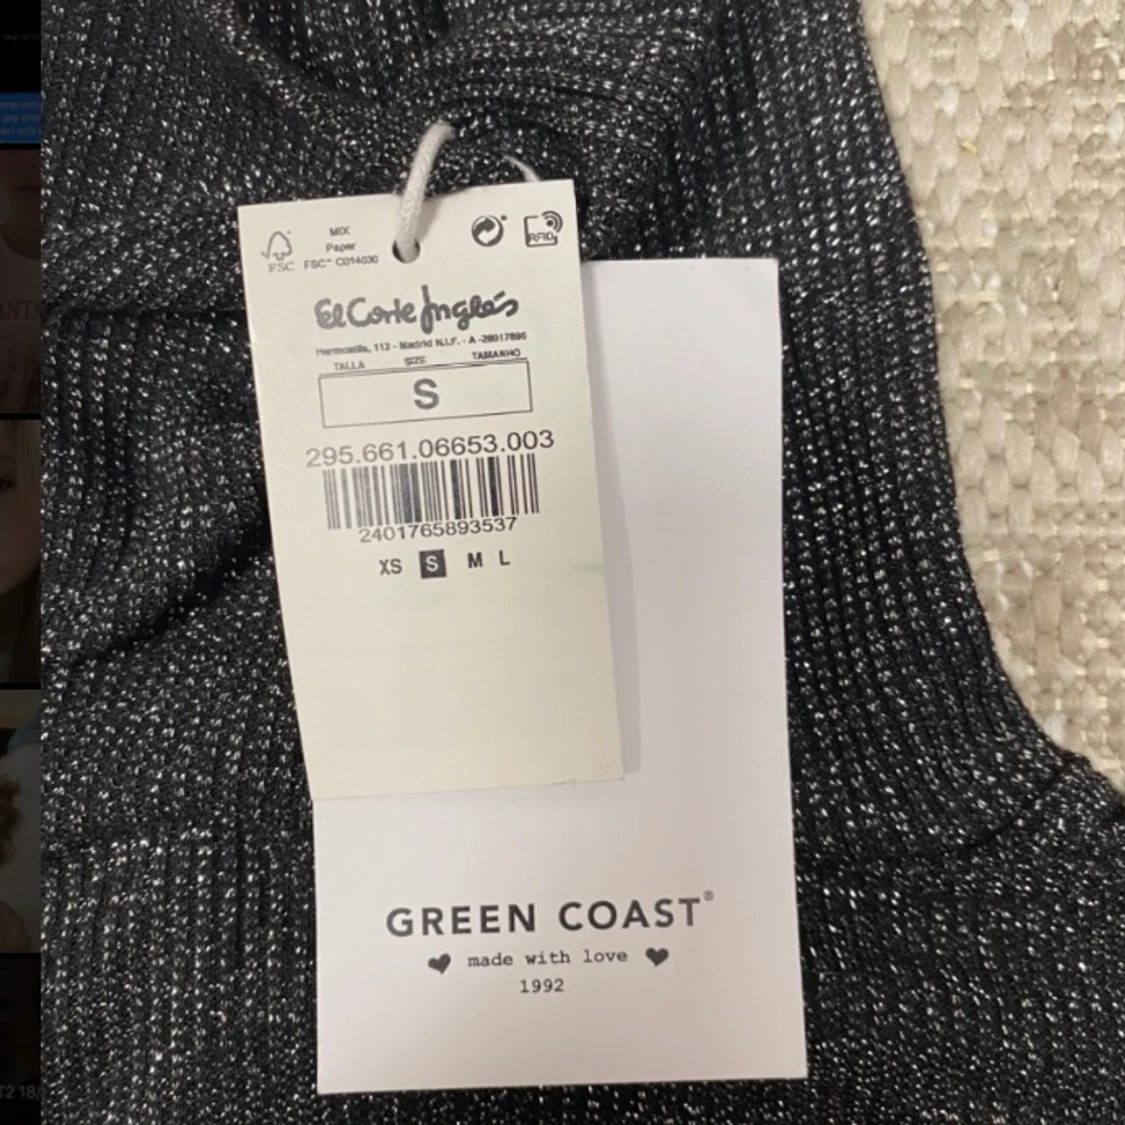 MIX
Paper
FSC™ C014030
FSC
RFID
El Corte Inglés
Hermosilla, 112 - Madrid N.I.F. - A -28017895
TALLA SIZE TAMANHO
S
295.661.06653.003
2401765893537
XS S M L
GREEN COAST®
made with love
1992